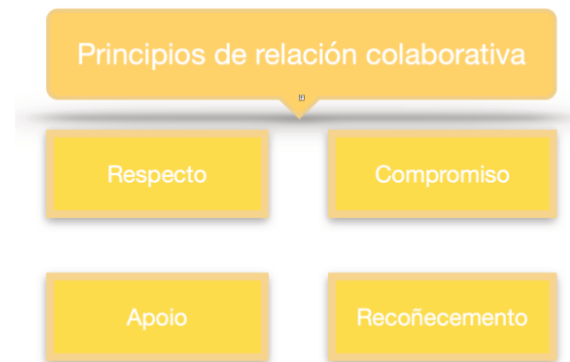 Principios de relación colaborativa
Respecto
Compromiso
Apoio
Recoñecemento